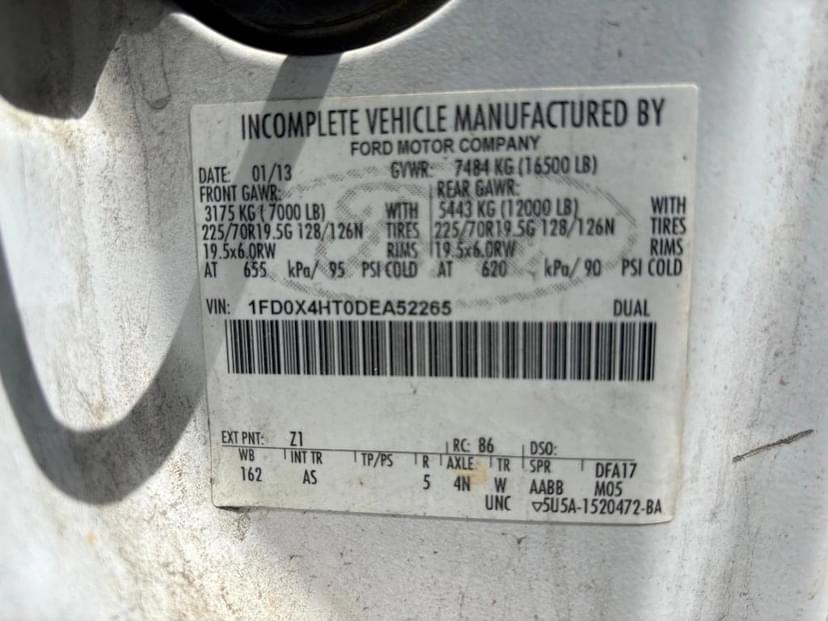 INCOMPLETE VEHICLE MANUFACTURED BY
FORD MOTOR COMPANY
DATE: 01/13 GVWR: 7484 KG (16500 LB)
FRONT GAWR: REAR GAWR:
3175 KG ( 7000 LB) WITH 5443 KG (12000 LB) WITH
225/70R19.5G 128/126N TIRES 225/70R19.5G 128/126N TIRES
19.5x6.0RW RIMS 19.5x6.0RW RIMS
AT 655 kPa/ 95 PSI COLD AT 620 kPa/ 90 PSI COLD
VIN: 1FD0X4HT0DEA52265 DUAL
EXT PNT: Z1 RC: 86 DSO:
WB INT TR TP/PS R AXLE TR SPR DFA17
162 AS 5 4N W AABB M05
UNC ▽5U5A-1520472-BA